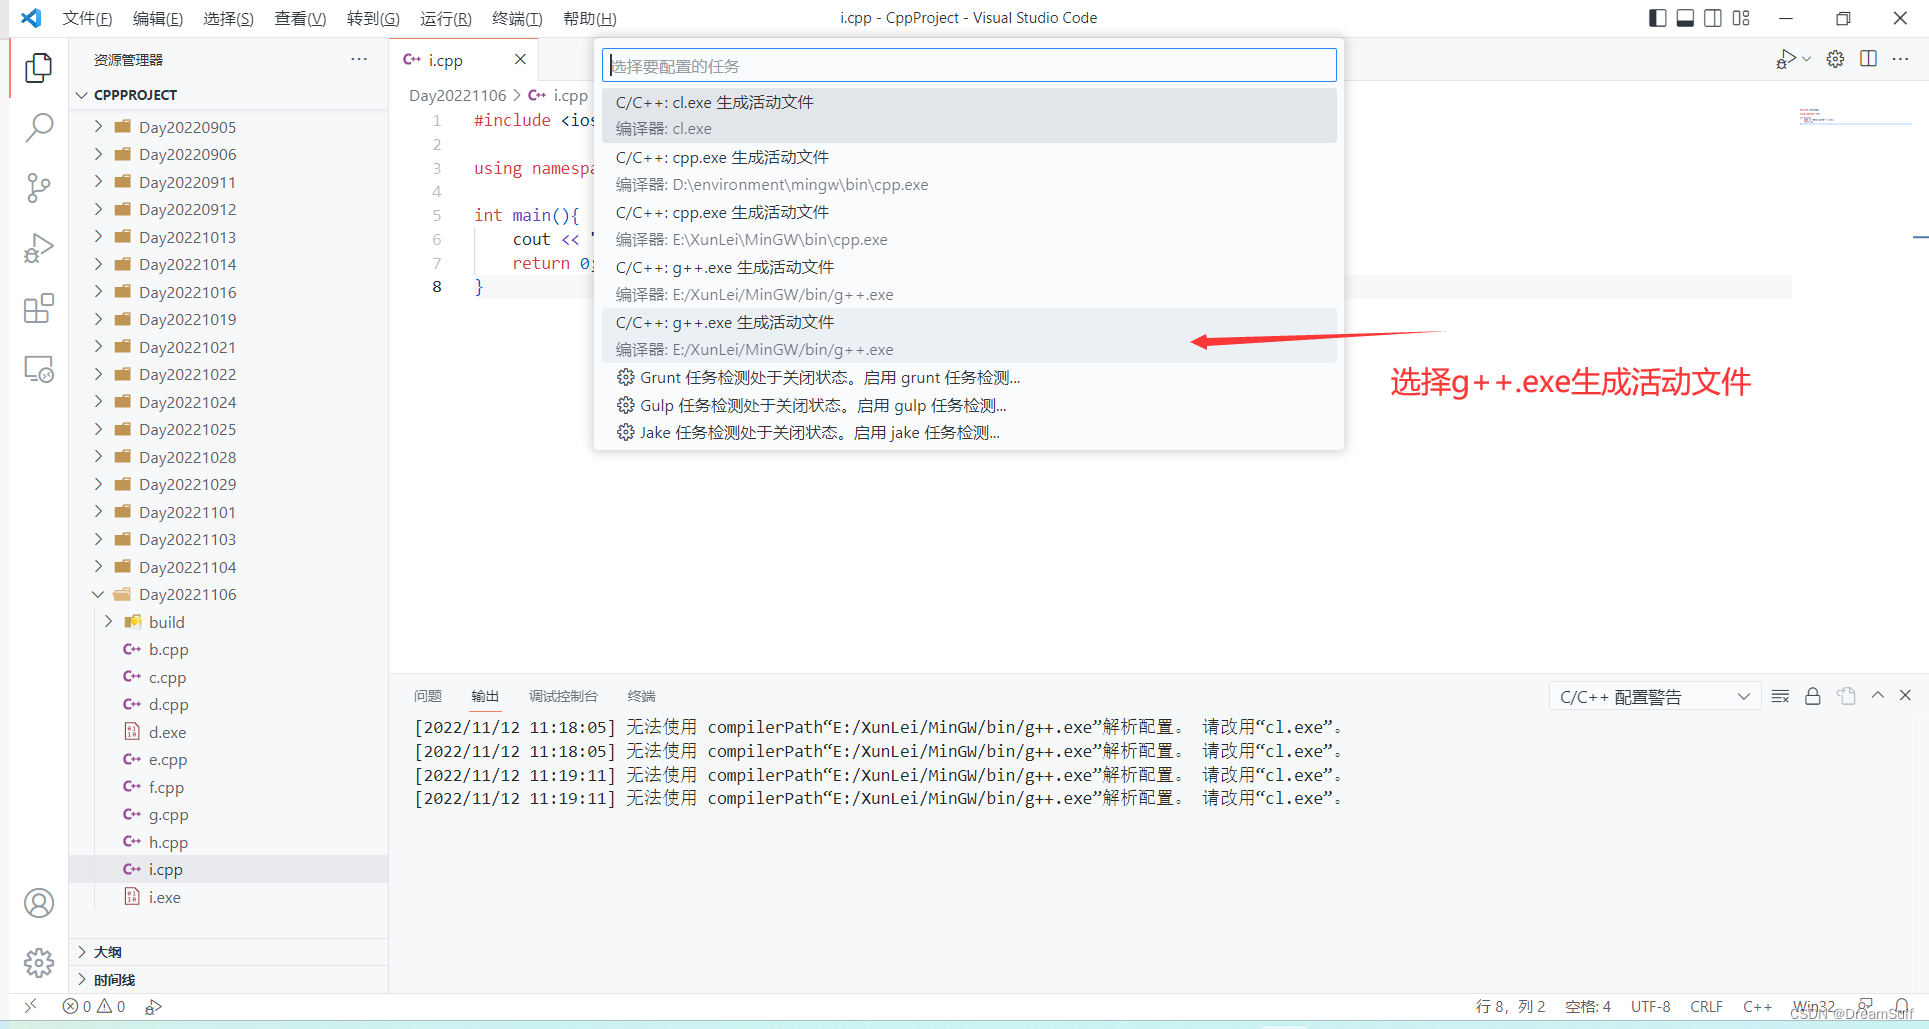 文件(F) 编辑(E) 选择(S) 查看(V) 转到(G) 运行(R) 终端(T) 帮助(H)
i.cpp - CppProject - Visual Studio Code
资源管理器
CPPPROJECT
Day20220905
Day20220906
Day20220911
Day20220912
Day20221013
Day20221014
Day20221016
Day20221019
Day20221021
Day20221022
Day20221024
Day20221025
Day20221028
Day20221029
Day20221101
Day20221103
Day20221104
Day20221106
build
b.cpp
c.cpp
d.cpp
d.exe
e.cpp
f.cpp
g.cpp
h.cpp
i.cpp
i.exe
大纲
时间线
i.cpp
Day20221106 > i.cpp
1 #include <ios
2
3 using namespa
4
5 int main(){
6 cout << "
7 return 0;
8 }
选择要配置的任务
C/C++: cl.exe 生成活动文件
编译器: cl.exe
C/C++: cpp.exe 生成活动文件
编译器: D:\environment\mingw\bin\cpp.exe
C/C++: cpp.exe 生成活动文件
编译器: E:\XunLei\MinGW\bin\cpp.exe
C/C++: g++.exe 生成活动文件
编译器: E:/XunLei/MinGW/bin/g++.exe
C/C++: g++.exe 生成活动文件
编译器: E:/XunLei/MinGW/bin/g++.exe
Grunt 任务检测处于关闭状态。启用 grunt 任务检测...
Gulp 任务检测处于关闭状态。启用 gulp 任务检测...
Jake 任务检测处于关闭状态。启用 jake 任务检测...
选择g++.exe生成活动文件
问题 输出 调试控制台 终端
C/C++ 配置警告
[2022/11/12 11:18:05] 无法使用 compilerPath“E:/XunLei/MinGW/bin/g++.exe”解析配置。 请改用“cl.exe”。
[2022/11/12 11:18:05] 无法使用 compilerPath“E:/XunLei/MinGW/bin/g++.exe”解析配置。 请改用“cl.exe”。
[2022/11/12 11:19:11] 无法使用 compilerPath“E:/XunLei/MinGW/bin/g++.exe”解析配置。 请改用“cl.exe”。
[2022/11/12 11:19:11] 无法使用 compilerPath“E:/XunLei/MinGW/bin/g++.exe”解析配置。 请改用“cl.exe”。
0 0
行 8，列 2 空格: 4 UTF-8 CRLF C++ Win32
CSDN @DreamSuff